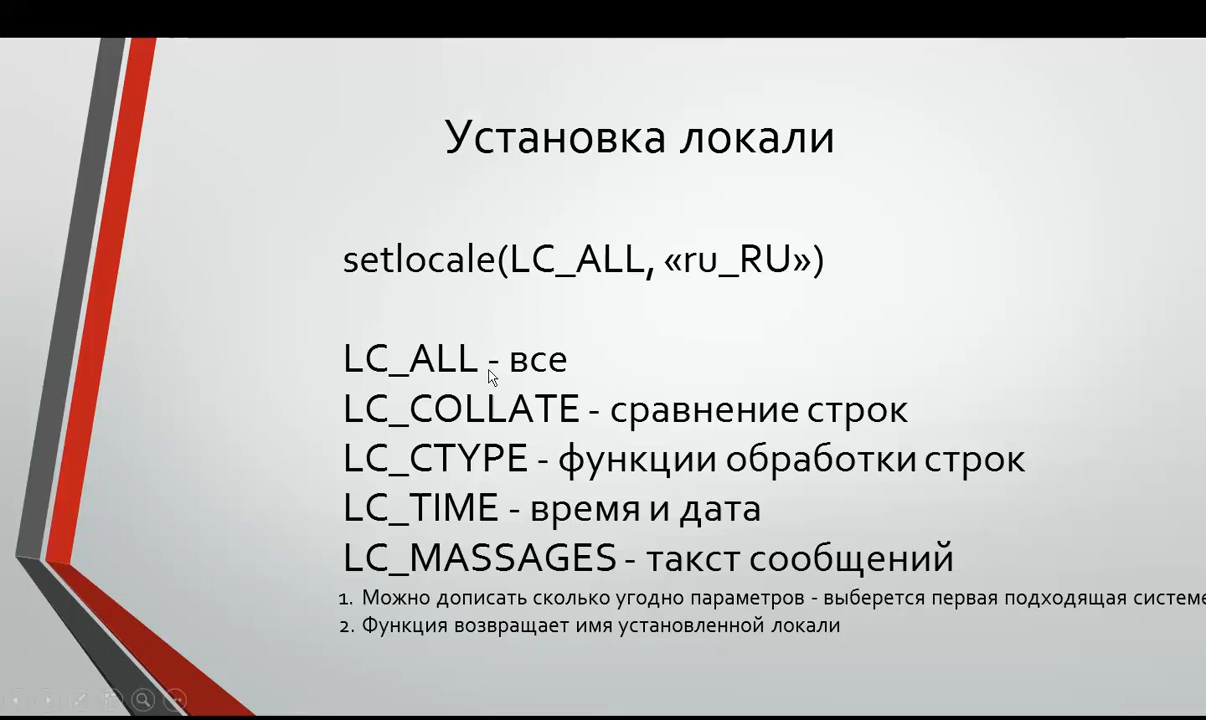 Установка локали
setlocale(LC_ALL, «ru_RU»)
LC_ALL - все
LC_COLLATE - сравнение строк
LC_CTYPE - функции обработки строк
LC_TIME - время и дата
LC_MASSAGES - такст сообщений
1. Можно дописать сколько угодно параметров - выберется первая подходящая системе
2. Функция возвращает имя установленной локали